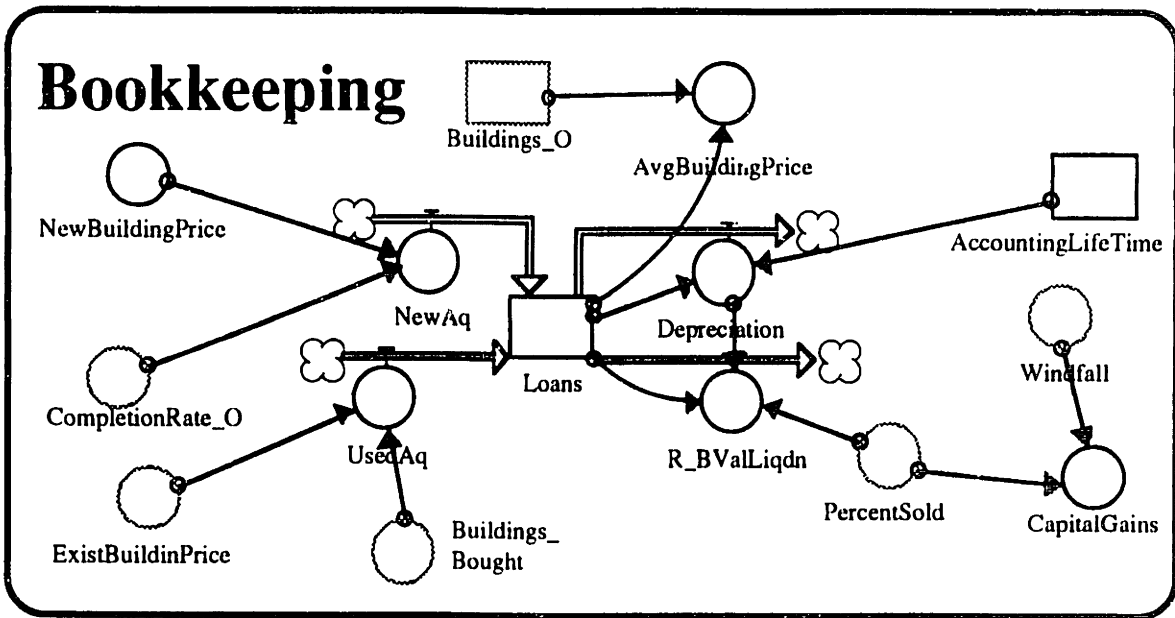 Bookkeeping
Buildings_O
AvgBuildingPrice
NewBuildingPrice
AccountingLifeTime
NewAq
Depreciation
Loans
Windfall
CompletionRate_O
UsedAq
R_BValLiqdn
PercentSold
CapitalGains
ExistBuildinPrice
Buildings_
Bought